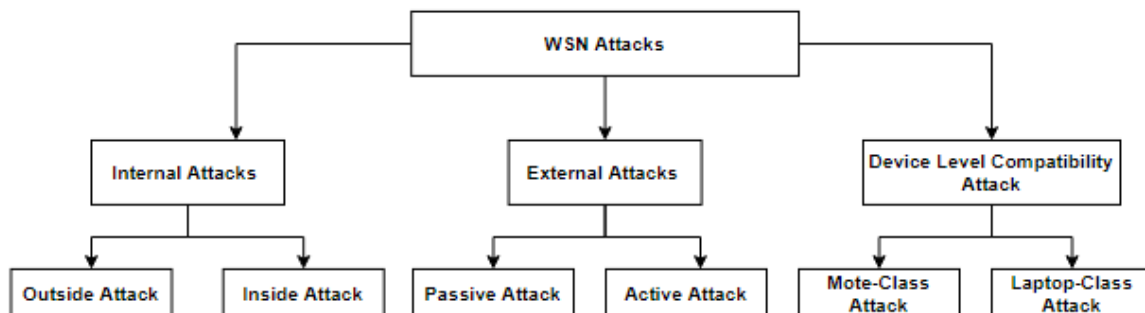 WSN Attacks
Internal Attacks
External Attacks
Device Level Compatibility
Attack
Outside Attack
Inside Attack
Passive Attack
Active Attack
Mote-Class
Attack
Laptop-Class
Attack